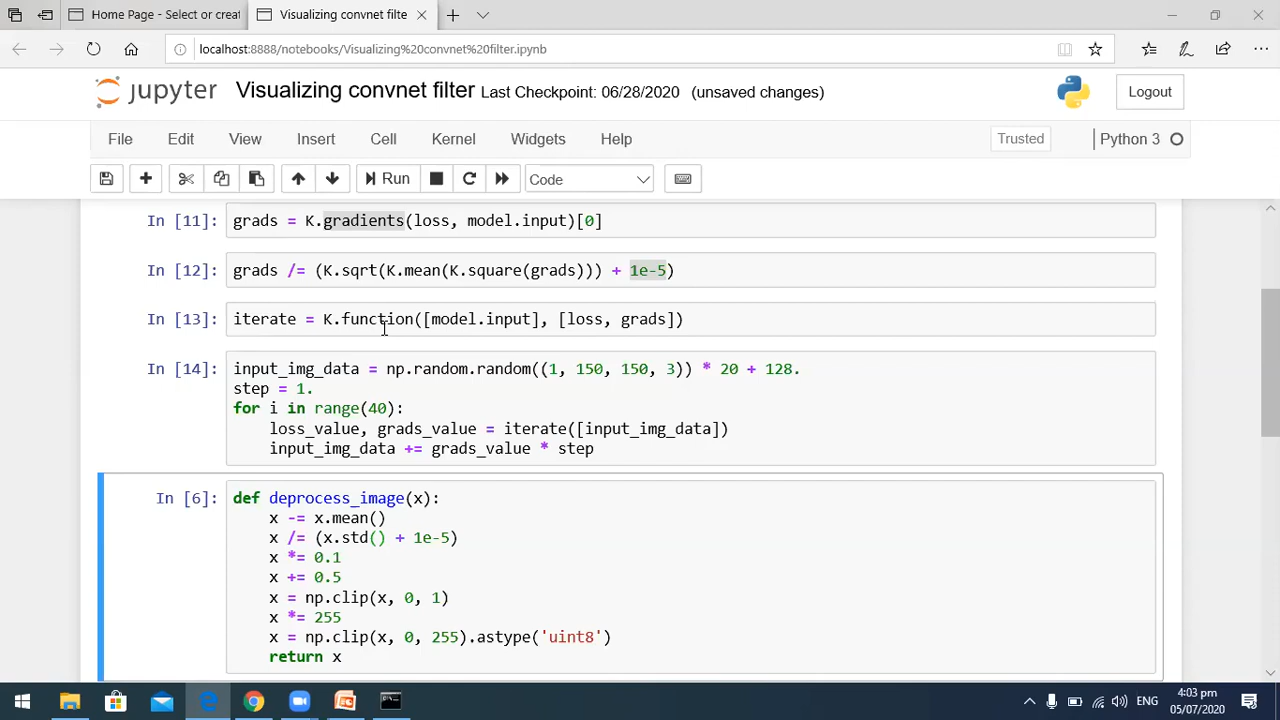 Home Page - Select or creat
Visualizing convnet filte
localhost:8888/notebooks/Visualizing%20convnet%20filter.ipynb
jupyter Visualizing convnet filter Last Checkpoint: 06/28/2020 (unsaved changes)
Logout
File Edit View Insert Cell Kernel Widgets Help
Trusted
Python 3
Run
Code
In [11]: grads = K.gradients(loss, model.input)[0]
In [12]: grads /= (K.sqrt(K.mean(K.square(grads))) + 1e-5)
In [13]: iterate = K.function([model.input], [loss, grads])
In [14]: input_img_data = np.random.random((1, 150, 150, 3)) * 20 + 128.
step = 1.
for i in range(40):
    loss_value, grads_value = iterate([input_img_data])
    input_img_data += grads_value * step
In [6]: def deprocess_image(x):
    x -= x.mean()
    x /= (x.std() + 1e-5)
    x *= 0.1
    x += 0.5
    x = np.clip(x, 0, 1)
    x *= 255
    x = np.clip(x, 0, 255).astype('uint8')
    return x
ENG
4:03 pm
05/07/2020